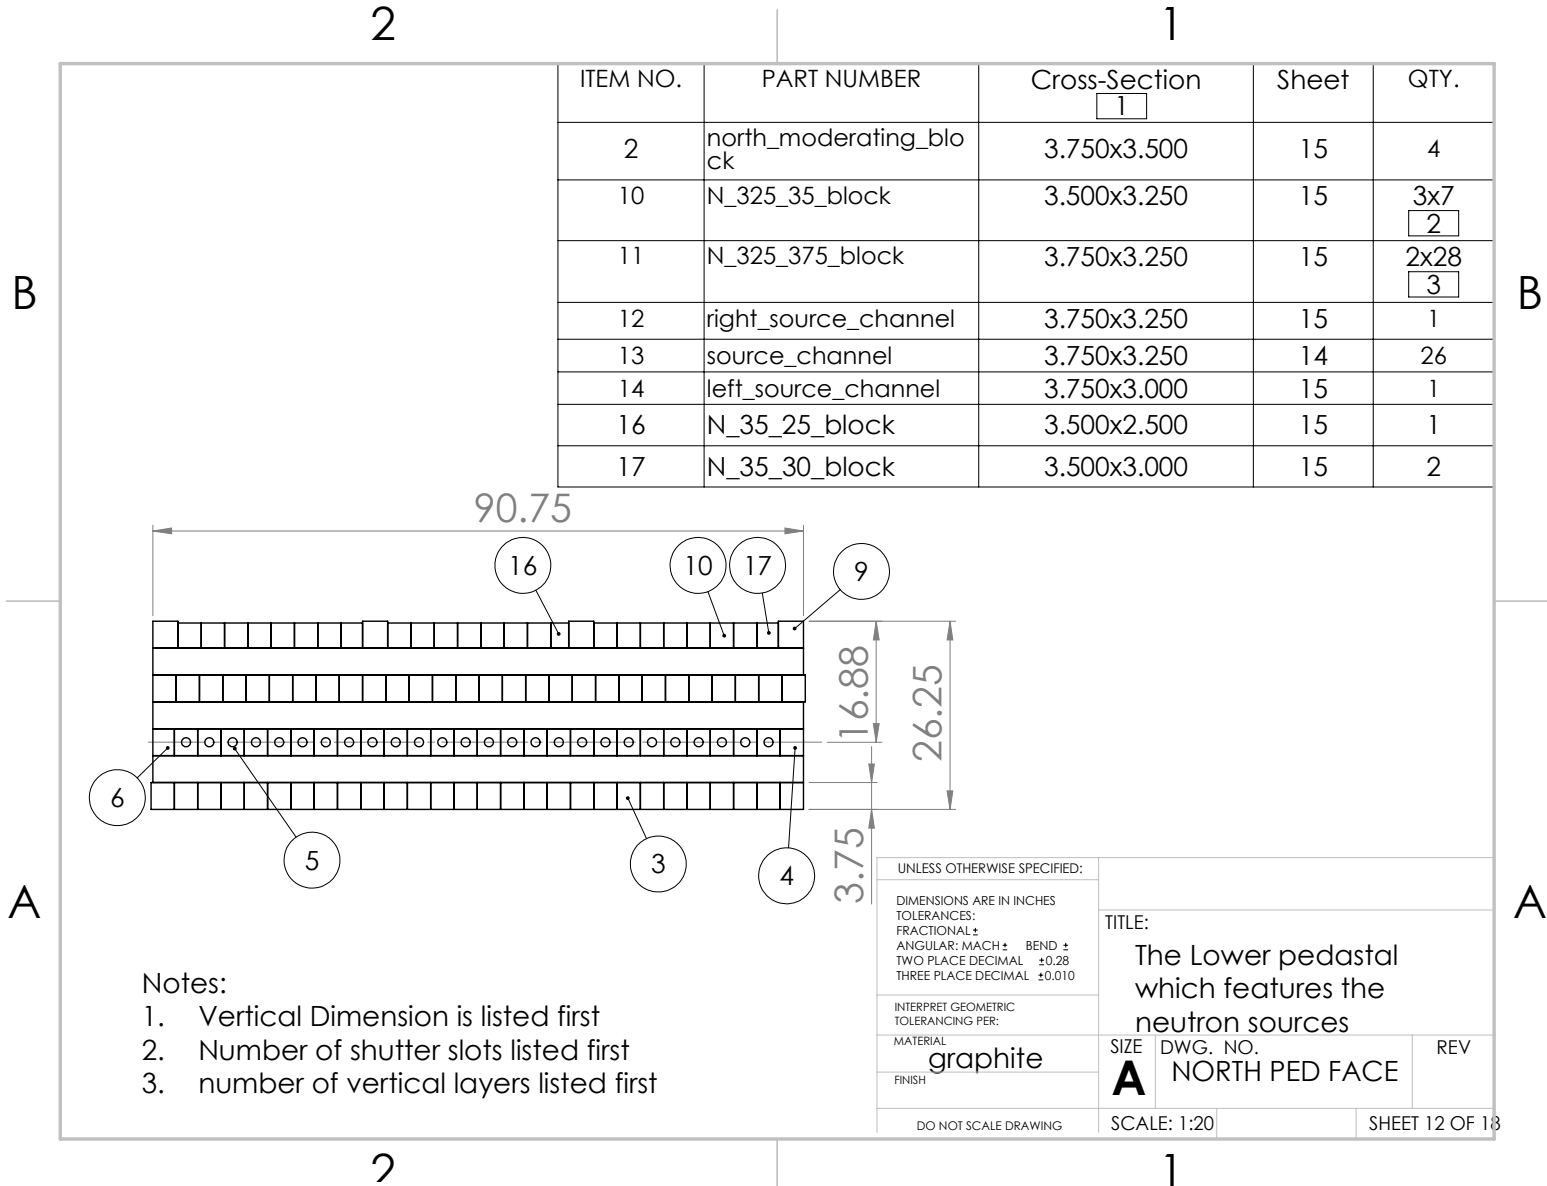 2 1
ITEM NO. PART NUMBER Cross-Section Sheet QTY.
1
2 north_moderating_blo 3.750x3.500 15 4
ck
10 N_325_35_block 3.500x3.250 15 3x7
2
11 N_325_375_block 3.750x3.250 15 2x28
3
12 right_source_channel 3.750x3.250 15 1
13 source_channel 3.750x3.250 14 26
14 left_source_channel 3.750x3.000 15 1
16 N_35_25_block 3.500x2.500 15 1
17 N_35_30_block 3.500x3.000 15 2
B B
90.75
16 10 17 9
16.88
26.25
3.75
6
5 3 4
A A
Notes:
1. Vertical Dimension is listed first
2. Number of shutter slots listed first
3. number of vertical layers listed first
UNLESS OTHERWISE SPECIFIED:
DIMENSIONS ARE IN INCHES
TOLERANCES:
FRACTIONAL ±
ANGULAR: MACH ± BEND ±
TWO PLACE DECIMAL ±0.28
THREE PLACE DECIMAL ±0.010
INTERPRET GEOMETRIC
TOLERANCING PER:
MATERIAL
graphite
FINISH
DO NOT SCALE DRAWING
TITLE:
The Lower pedastal
which features the
neutron sources
SIZE DWG. NO. REV
A NORTH PED FACE
SCALE: 1:20 SHEET 12 OF 18
2 1